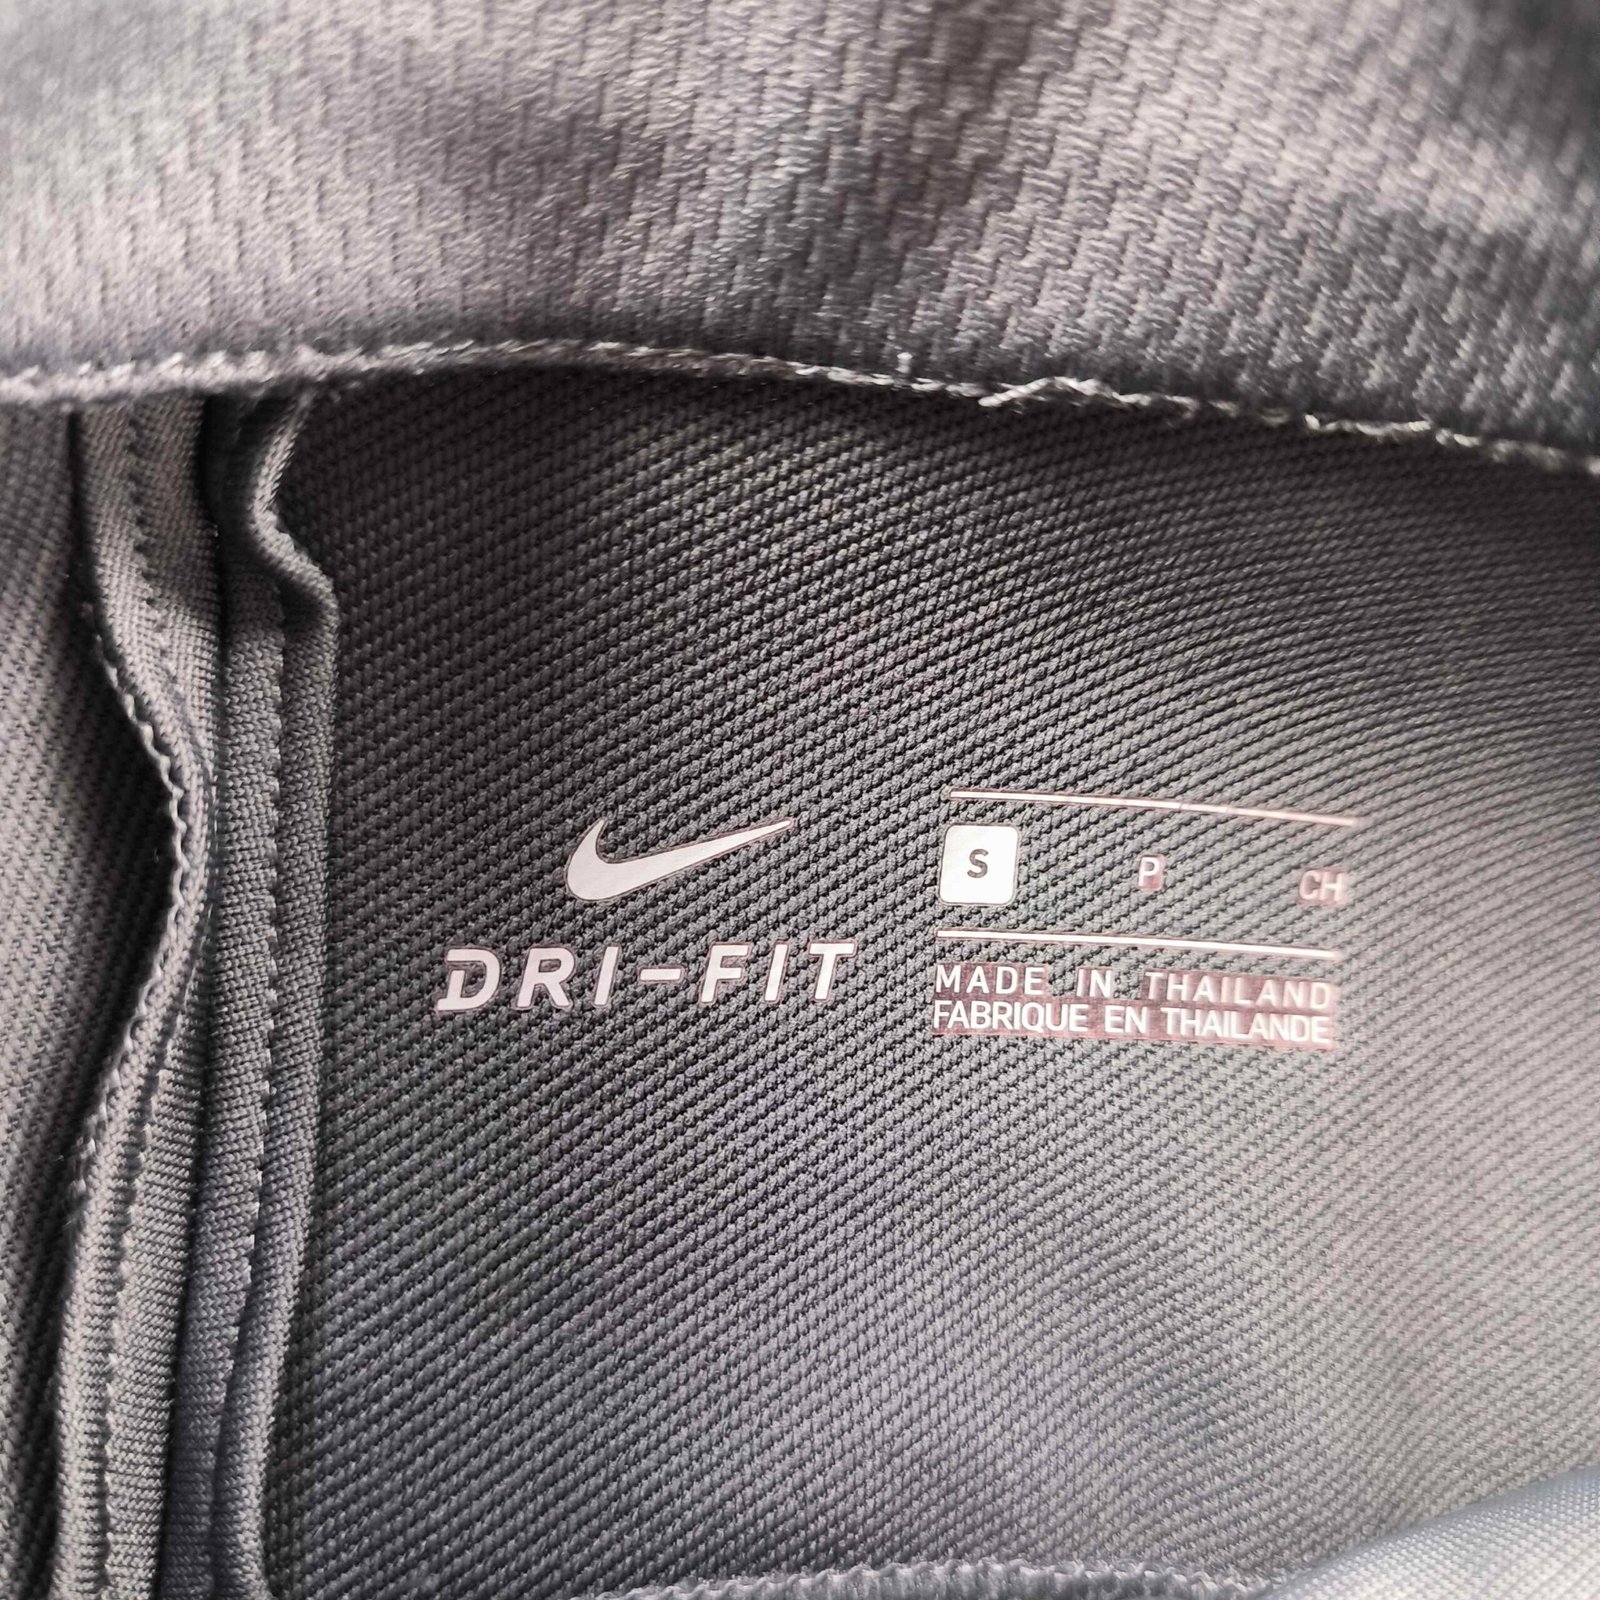 DRI-FIT
S P CH
MADE IN THAILAND
FABRIQUE EN THAILANDE